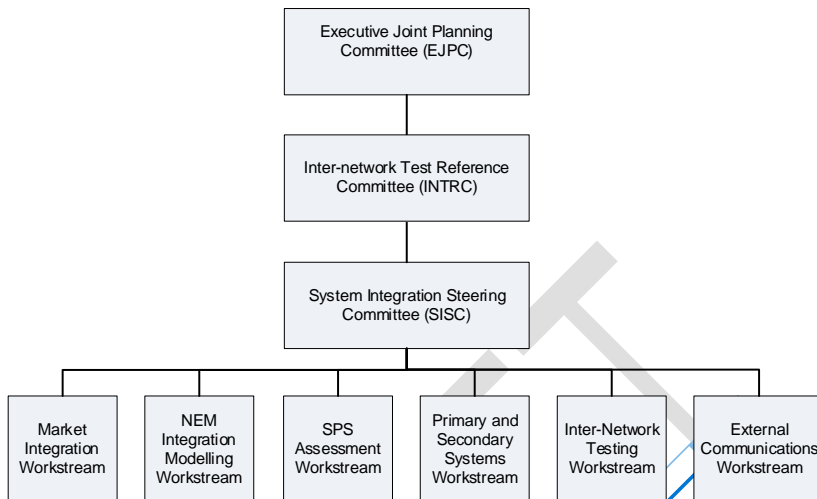 Executive Joint Planning
Committee (EJPC)
Inter-network Test Reference
Committee (INTRC)
System Integration Steering
Committee (SISC)
Market
Integration
Workstream
NEM
Integration
Modelling
Workstream
SPS
Assessment
Workstream
Primary and
Secondary
Systems
Workstream
Inter-Network
Testing
Workstream
External
Communications
Workstream